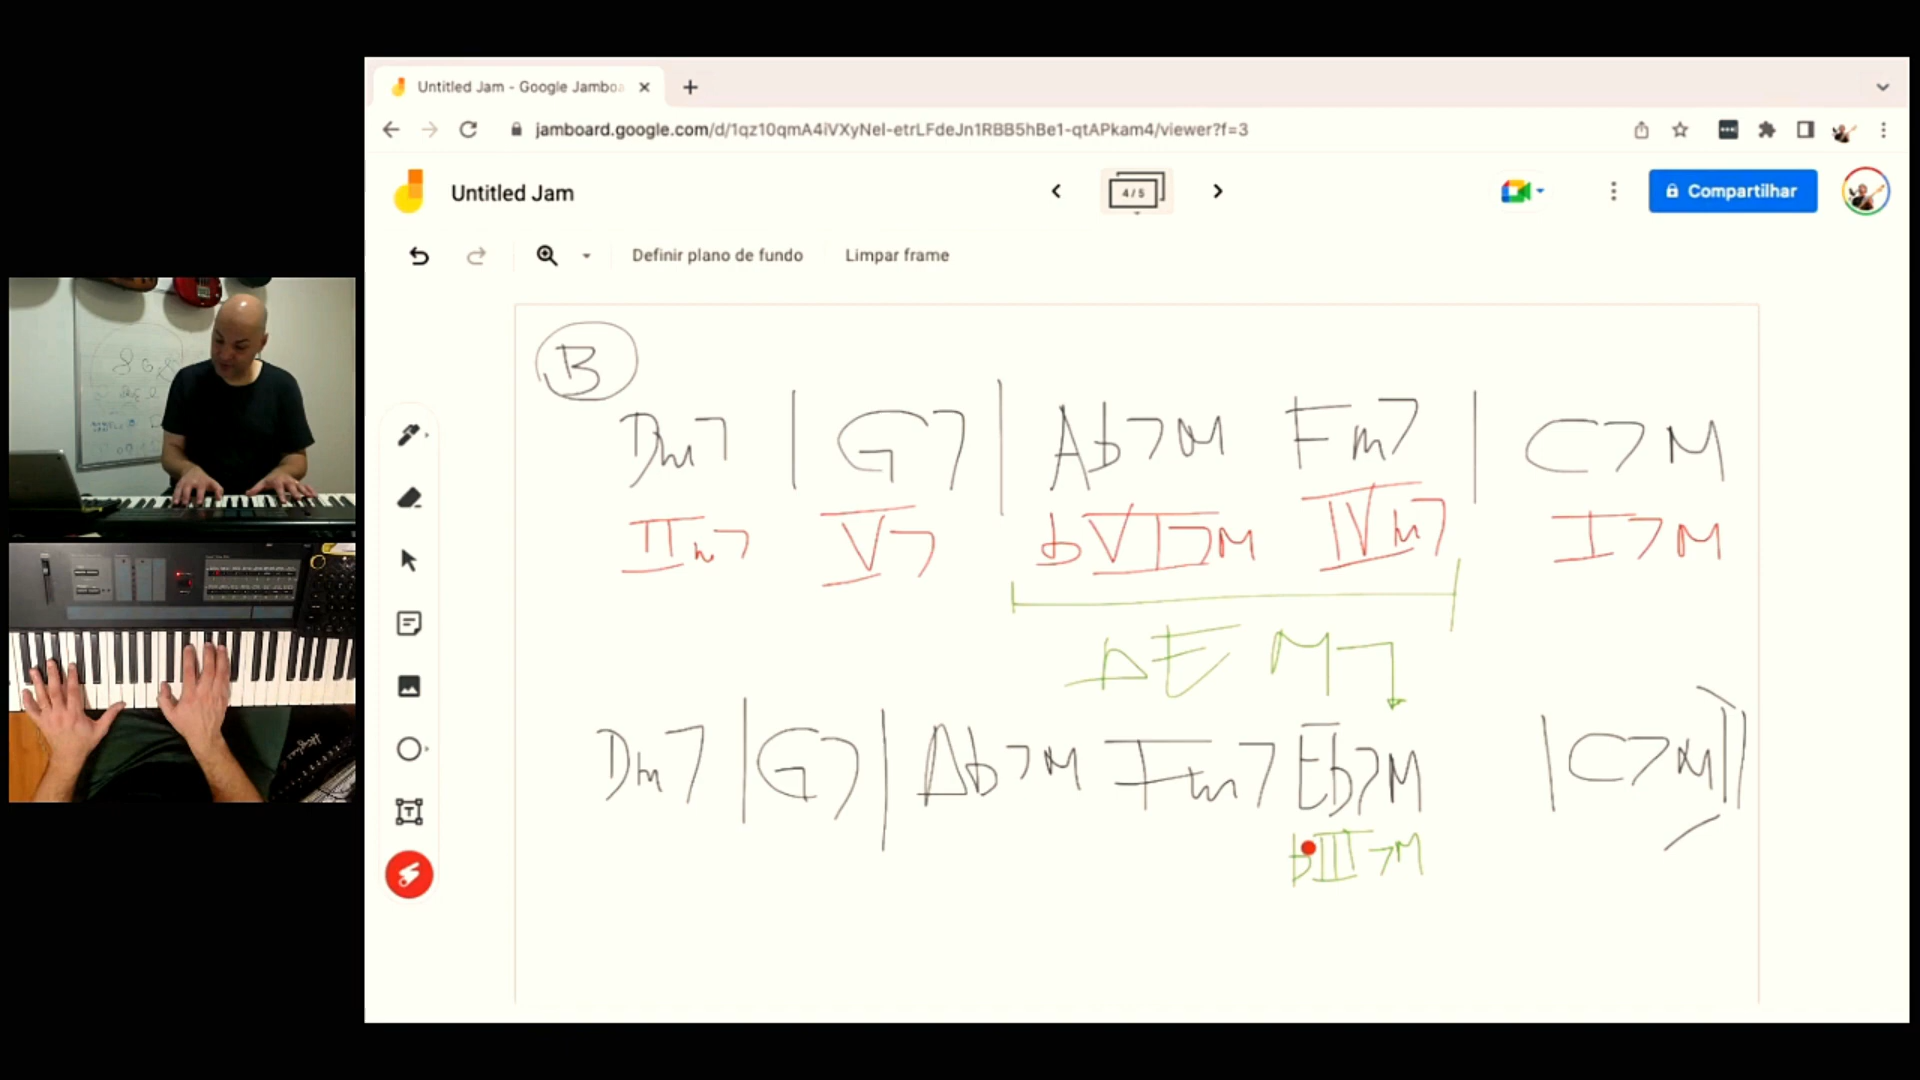 Untitled Jam - Google Jamboa
jamboard.google.com/d/1qz10qmA4iVXyNel-etrLFdeJn1RBB5hBe1-qtAPkam4/viewer?f=3
Untitled Jam
4 / 5
Compartilhar
Definir plano de fundo
Limpar frame
B
Dm7 | G7 | Ab7M Fm7 | C7M
IIm7 V7 bVI7M IVm7 I7M
AEM
Dm7 | G7 | Ab7M Fm7 Eb7M | C7M ||
bIII7M